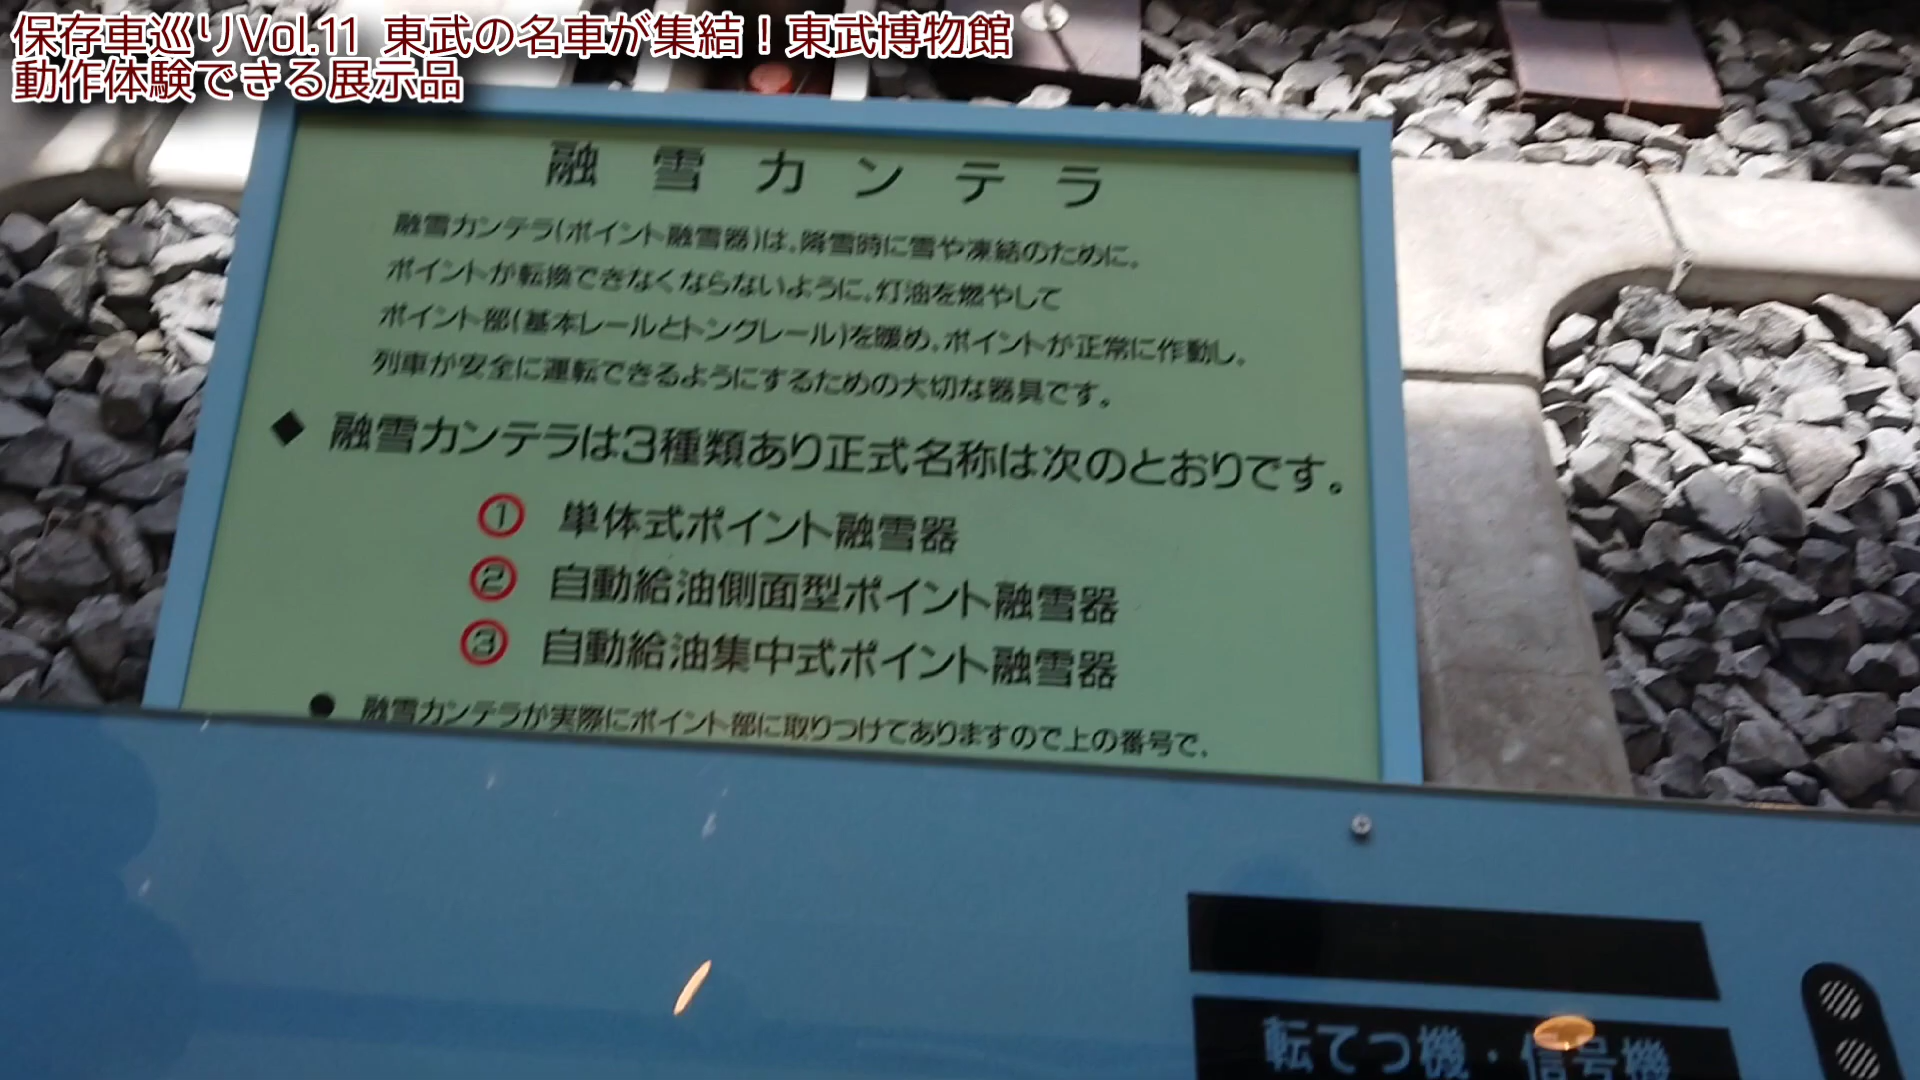 保存車巡りVol.11 東武の名車が集結！東武博物館
動作体験できる展示品
融雪カンテラ
融雪カンテラ(ポイント融雪器)は、降雪時に雪や凍結のために、
ポイントが転換できなくならないように、灯油を燃やして
ポイント部(基本レールとトングレール)を暖め、ポイントが正常に作動し、
列車が安全に運転できるようにするための大切な器具です。
◆ 融雪カンテラは3種類あり正式名称は次のとおりです。
① 単体式ポイント融雪器
② 自動給油側面型ポイント融雪器
③ 自動給油集中式ポイント融雪器
● 融雪カンテラが実際にポイント部に取りつけてありますので上の番号で、
転てつ機・信号機